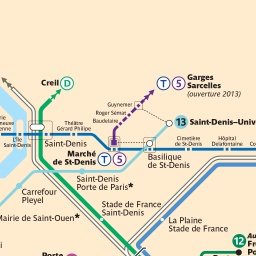 Creil D
Garges
Sarcelles
(ouverture 2013)
T 5
Guynemer
Roger Sémat
Baudelaire
13 Saint-Denis–Univ
Théâtre
Gérard Philipe
Cimetière
de St-Denis
Hôpital
Delafontaine
Saint-Denis
Saint-Denis
Marché
de St-Denis
T 5
Basilique
de St-Denis
Saint-Denis
Porte de Paris*
Carrefour
Pleyel
Mairie de Saint-Ouen*
Stade de France
Saint-Denis
La Plaine
Stade de France
12
Porte